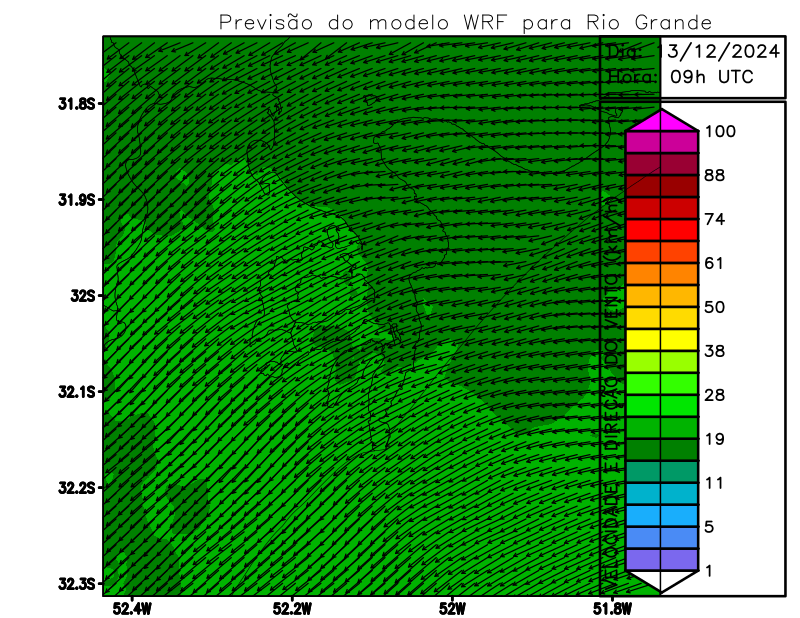 Previsão do modelo WRF para Rio Grande
Dia: 13/12/2024
Hora: 09h UTC
31.8S
31.9S
32S
32.1S
32.2S
32.3S
52.4W
52.2W
52W
51.8W
VELOCIDADE E DIREÇÃO DO VENTO (km/h)
100
88
74
61
50
38
28
19
11
5
1